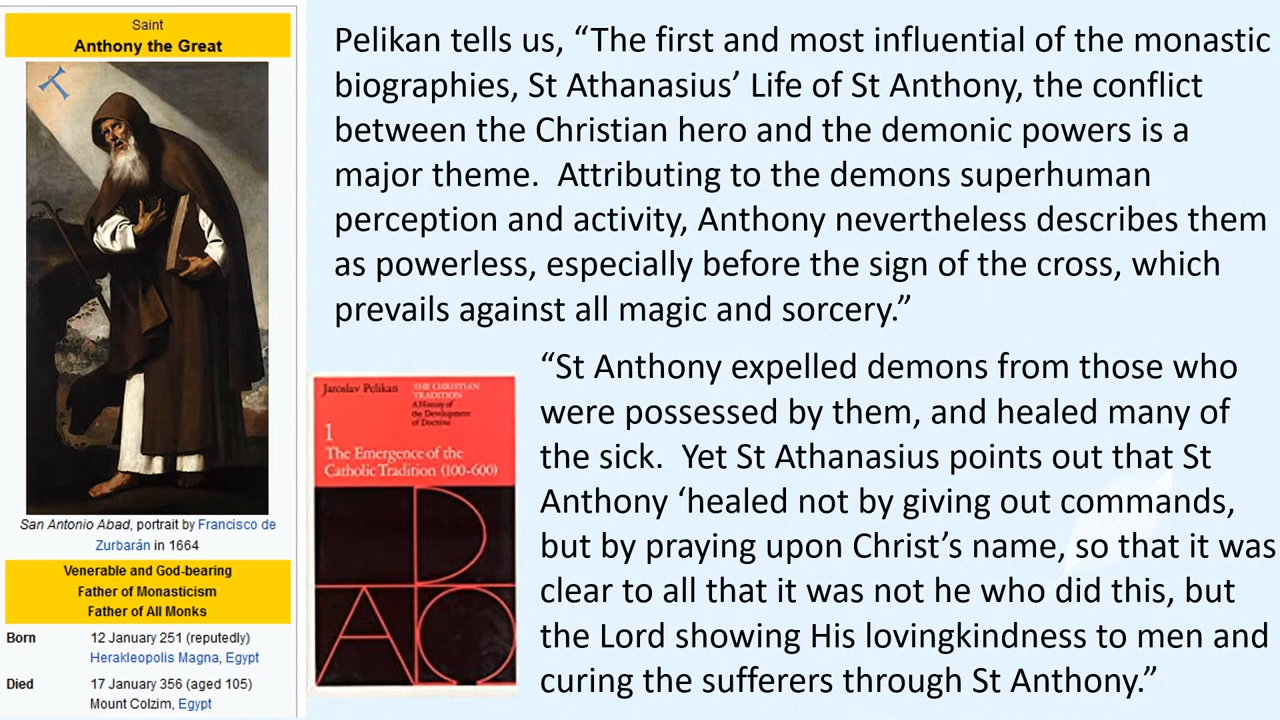 Saint
Anthony the Great
San Antonio Abad, portrait by Francisco de
Zurbarán in 1664
Venerable and God-bearing
Father of Monasticism
Father of All Monks
Born 12 January 251 (reputedly)
Herakleopolis Magna, Egypt
Died 17 January 356 (aged 105)
Mount Colzim, Egypt
Pelikan tells us, “The first and most influential of the monastic
biographies, St Athanasius’ Life of St Anthony, the conflict
between the Christian hero and the demonic powers is a
major theme.  Attributing to the demons superhuman
perception and activity, Anthony nevertheless describes them
as powerless, especially before the sign of the cross, which
prevails against all magic and sorcery.”
Jaroslav Pelikan
THE CHRISTIAN
TRADITION
A History of
the Development
of Doctrine
1
The Emergence of the
Catholic Tradition (100-600)
“St Anthony expelled demons from those who
were possessed by them, and healed many of
the sick.  Yet St Athanasius points out that St
Anthony ‘healed not by giving out commands,
but by praying upon Christ’s name, so that it was
clear to all that it was not he who did this, but
the Lord showing His lovingkindness to men and
curing the sufferers through St Anthony.”